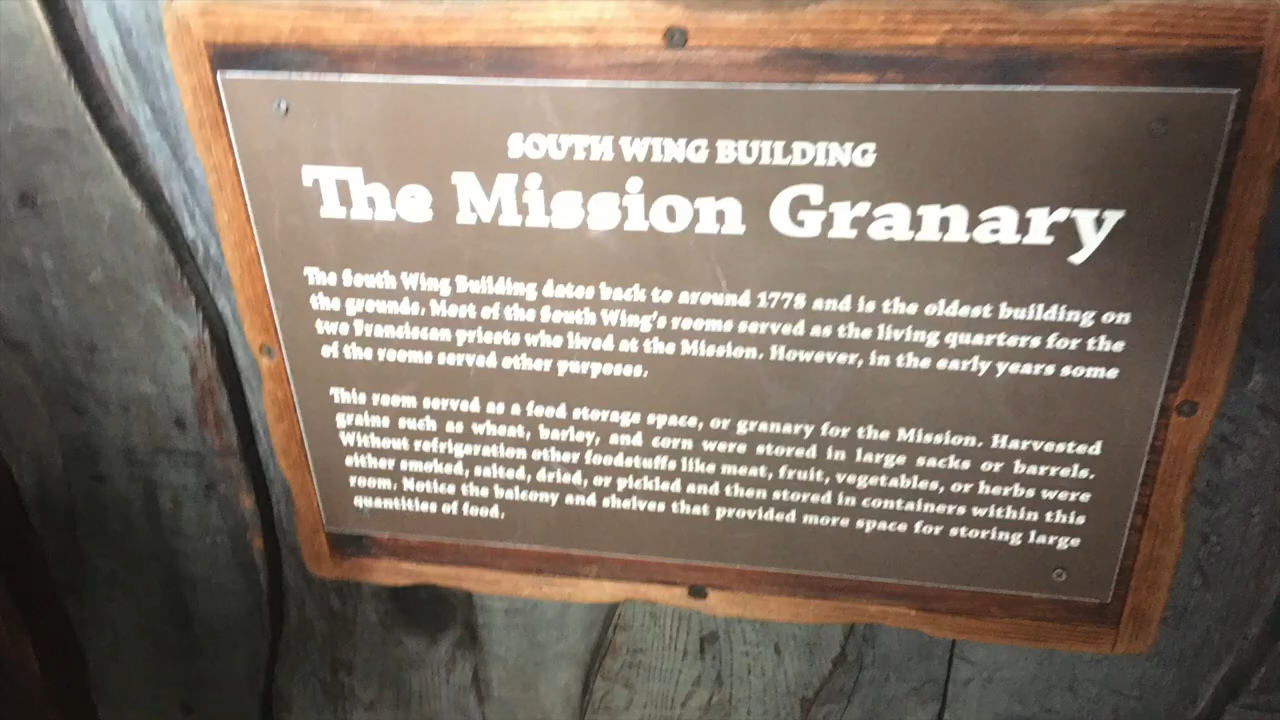 SOUTH WING BUILDING
The Mission Granary
The South Wing Building dates back to around 1778 and is the oldest building on
the grounds. Most of the South Wing's rooms served as the living quarters for the
two Franciscan priests who lived at the Mission. However, in the early years some
of the rooms served other purposes.
This room served as a food storage space, or granary for the Mission. Harvested
grains such as wheat, barley, and corn were stored in large sacks or barrels.
Without refrigeration other foodstuffs like meat, fruit, vegetables, or herbs were
either smoked, salted, dried, or pickled and then stored in containers within this
room. Notice the balcony and shelves that provided more space for storing large
quantities of food.